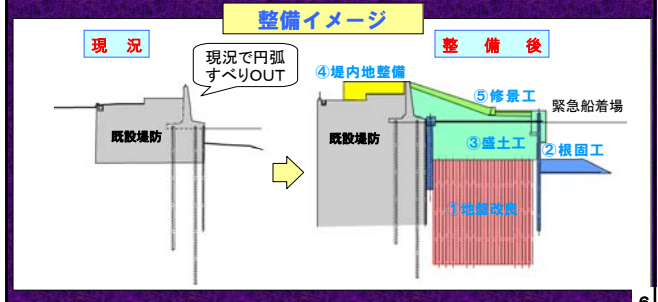 整備イメージ
現 況
整 備 後
現況で円弧
すべりOUT
④堤内地整備
⑤修景工
緊急船着場
既設堤防
既設堤防
③盛土工
②根固工
①地盤改良
6